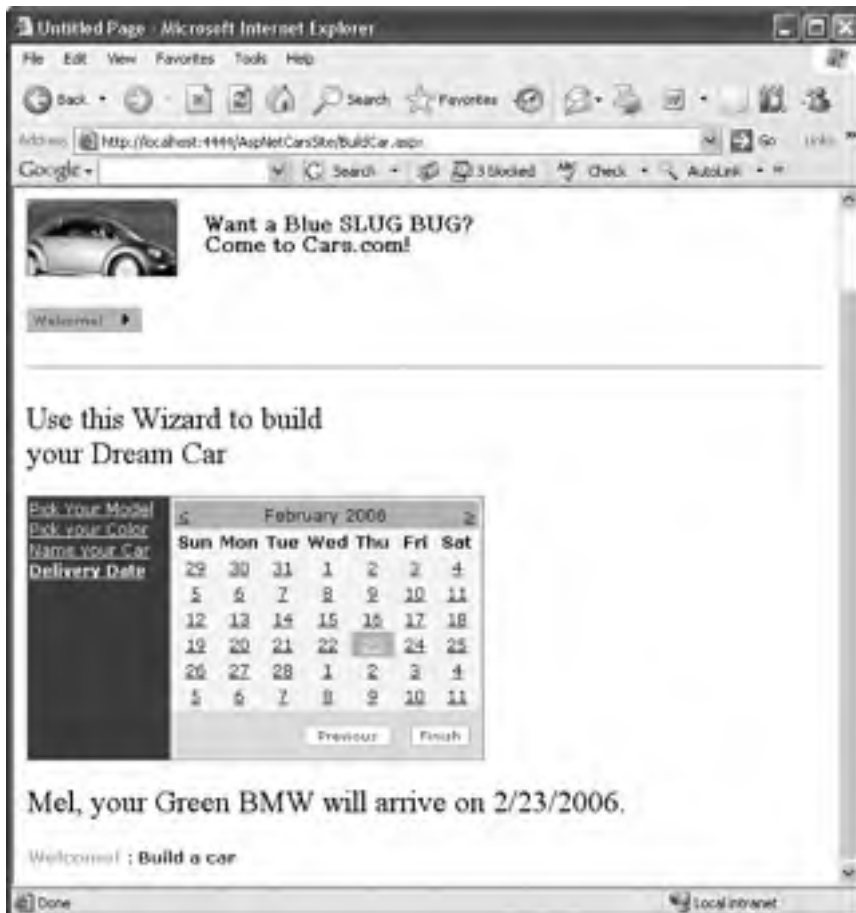 Untitled Page - Microsoft Internet Explorer
File Edit View Favorites Tools Help
Back Search Favorites
Address http://localhost:4444/AspNetCarsSite/BuildCar.aspx Go Links
Google Search 3 blocked Check AutoLink
Want a Blue SLUG BUG?
Come to Cars.com!
Welcome!
Use this Wizard to build
your Dream Car
Pick Your Model
Pick your Color
Name your Car
Delivery Date
< February 2006 >
Sun Mon Tue Wed Thu Fri Sat
29 30 31 1 2 3 4
5 6 7 8 9 10 11
12 13 14 15 16 17 18
19 20 21 22 24 25
26 27 28 1 2 3 4
5 6 7 8 9 10 11
Previous Finish
Mel, your Green BMW will arrive on 2/23/2006.
Welcome! : Build a car
Done Local intranet